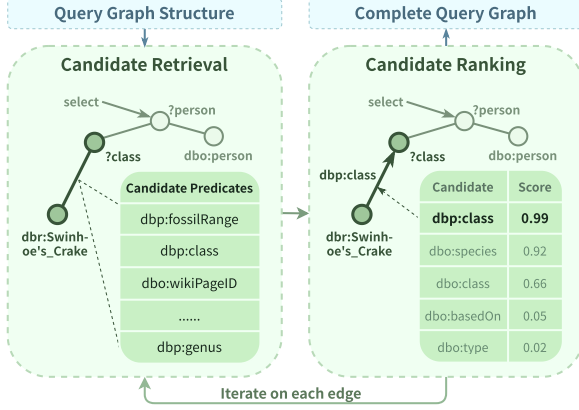 Query Graph Structure
Complete Query Graph
Candidate Retrieval
select
?person
?class
dbo:person
dbr:Swinh-
oe's_Crake
Candidate Predicates
dbp:fossilRange
dbp:class
dbo:wikiPageID
......
dbp:genus
Candidate Ranking
select
?person
?class
dbo:person
dbp:class
dbr:Swinh-
oe's_Crake
Candidate Score
dbp:class 0.99
dbo:species 0.92
dbo:class 0.66
dbo:basedOn 0.05
dbo:type 0.02
Iterate on each edge